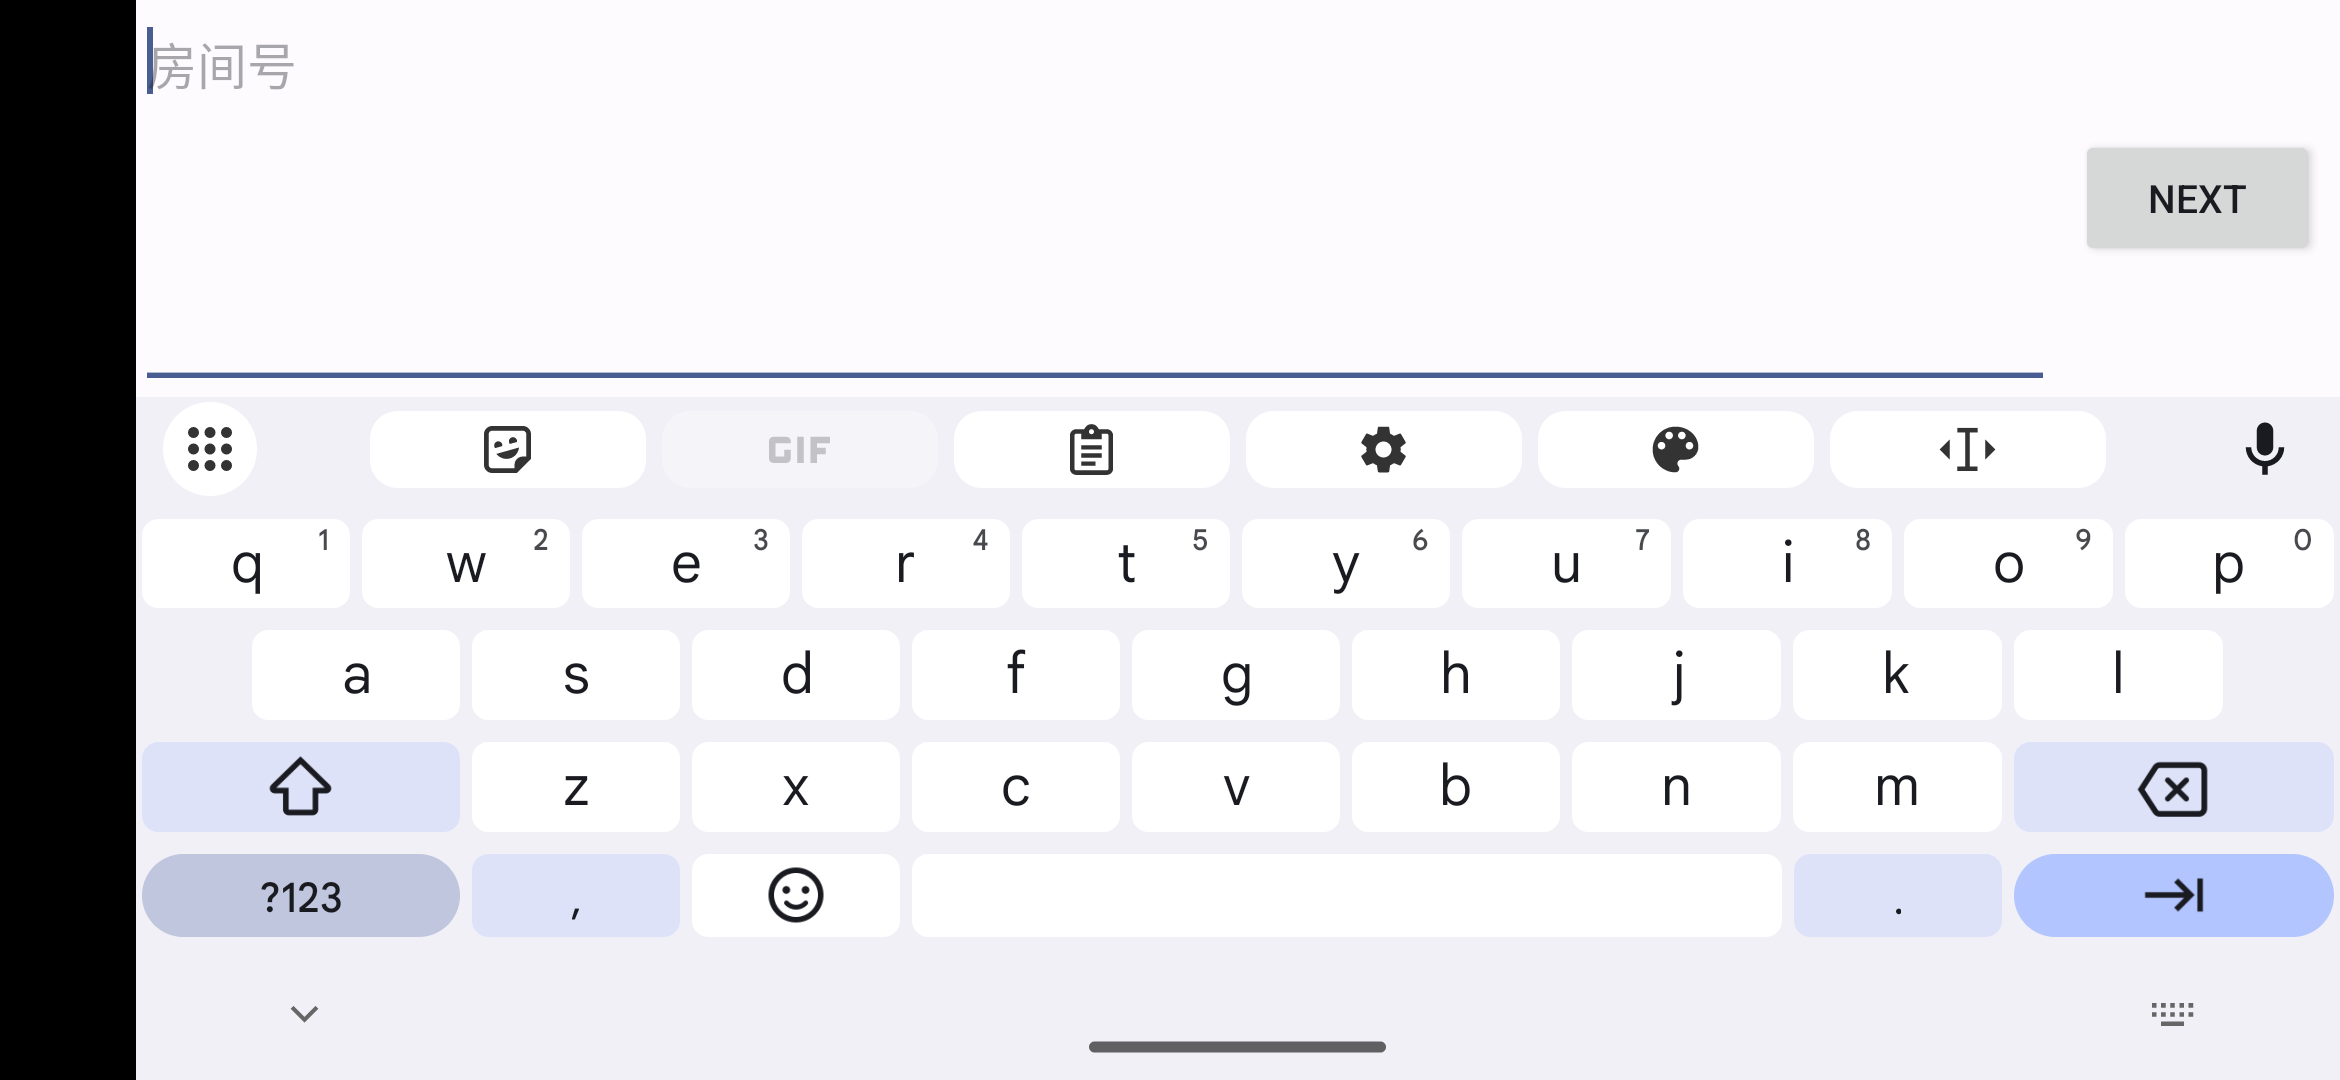 房间号
NEXT
GIF
q 1 w 2 e 3 r 4 t 5 y 6 u 7 i 8 o 9 p 0
a s d f g h j k l
z x c v b n m
?123 , .